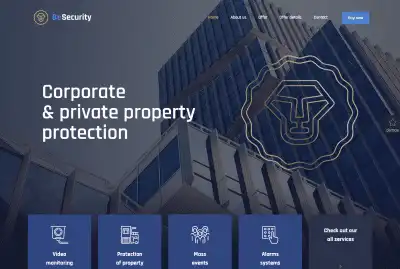 BeSecurity
Home About us Offer Offer details Contact Buy now
Corporate
& private property
protection
Video
monitoring
Protection
of property
Mass
events
Alarms
systems
Check out our
all services